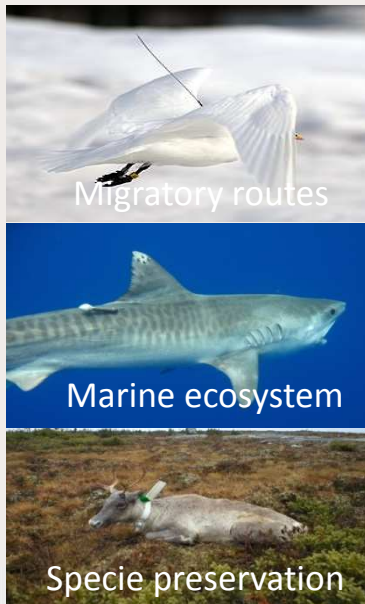 Migratory routes
Marine ecosystem
Specie preservation